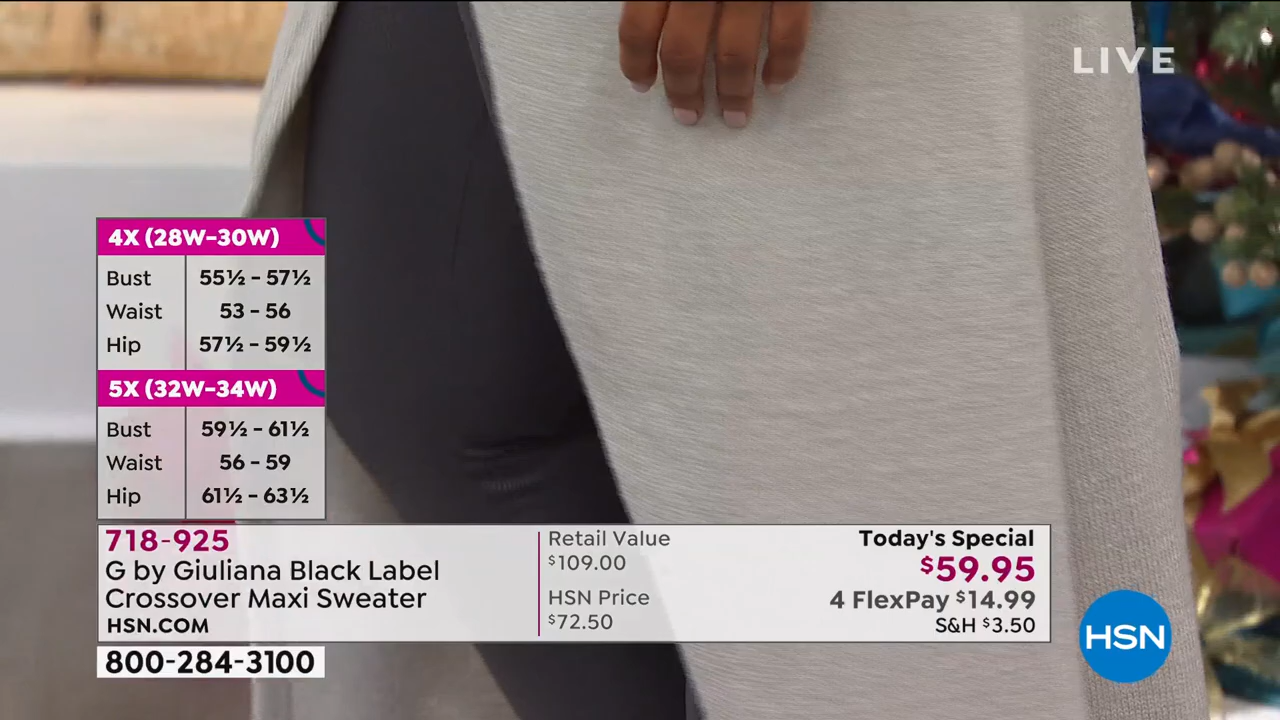 LIVE
4X (28W-30W)
Bust 55½ - 57½
Waist 53 - 56
Hip 57½ - 59½
5X (32W-34W)
Bust 59½ - 61½
Waist 56 - 59
Hip 61½ - 63½
718-925
G by Giuliana Black Label
Crossover Maxi Sweater
HSN.COM
Retail Value
$109.00
HSN Price
$72.50
Today's Special
$59.95
4 FlexPay $14.99
S&H $3.50
HSN
800-284-3100